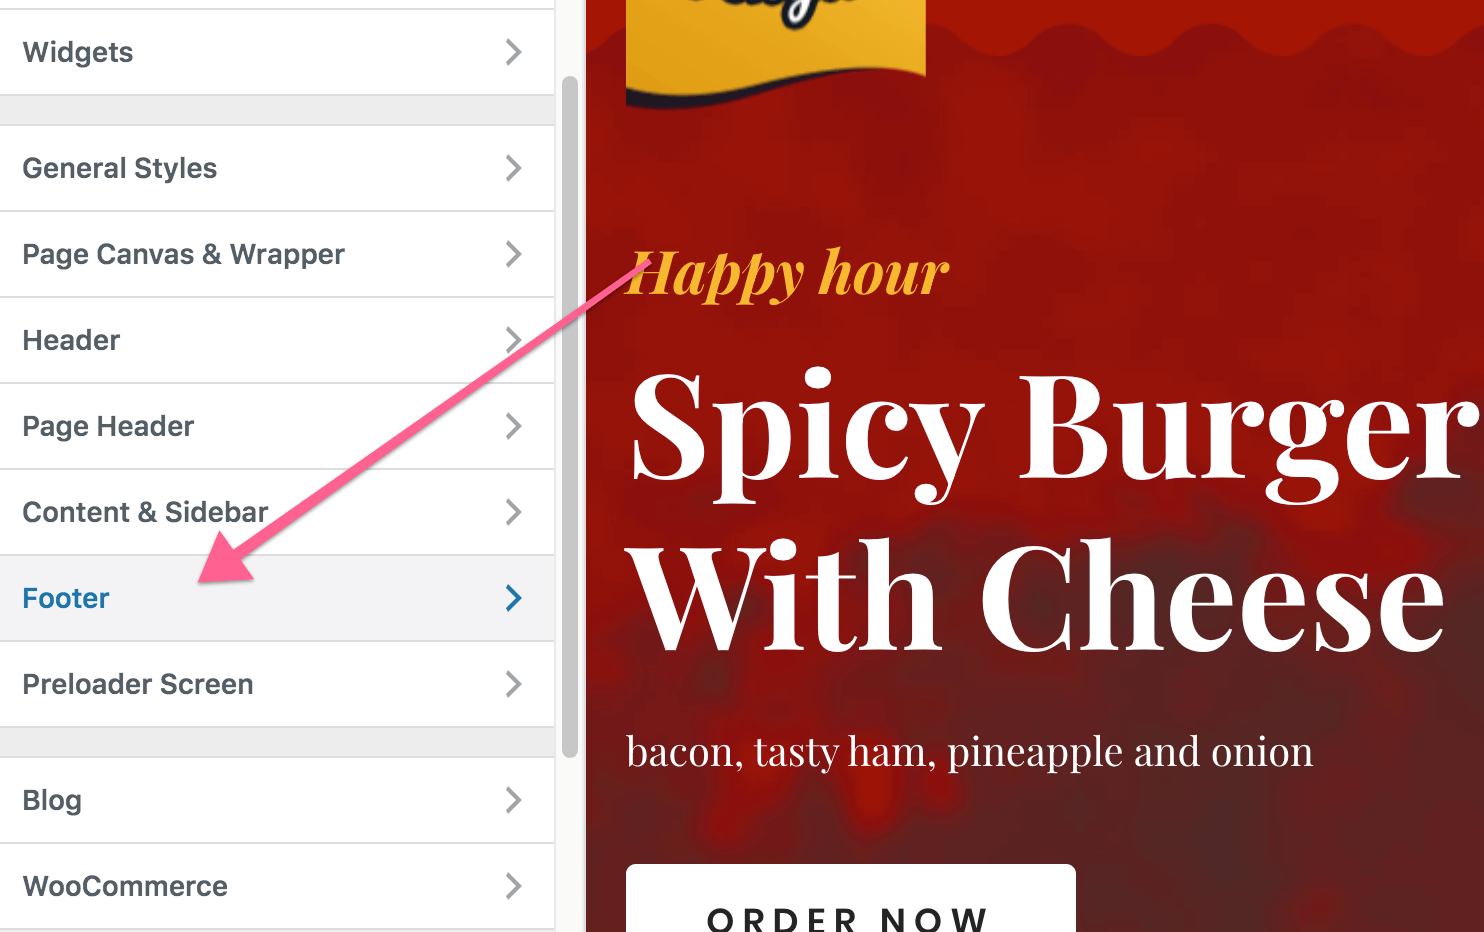 Widgets
General Styles
Page Canvas & Wrapper
Header
Page Header
Content & Sidebar
Footer
Preloader Screen
Blog
WooCommerce
Happy hour
Spicy Burger
With Cheese
bacon, tasty ham, pineapple and onion
ORDER NOW